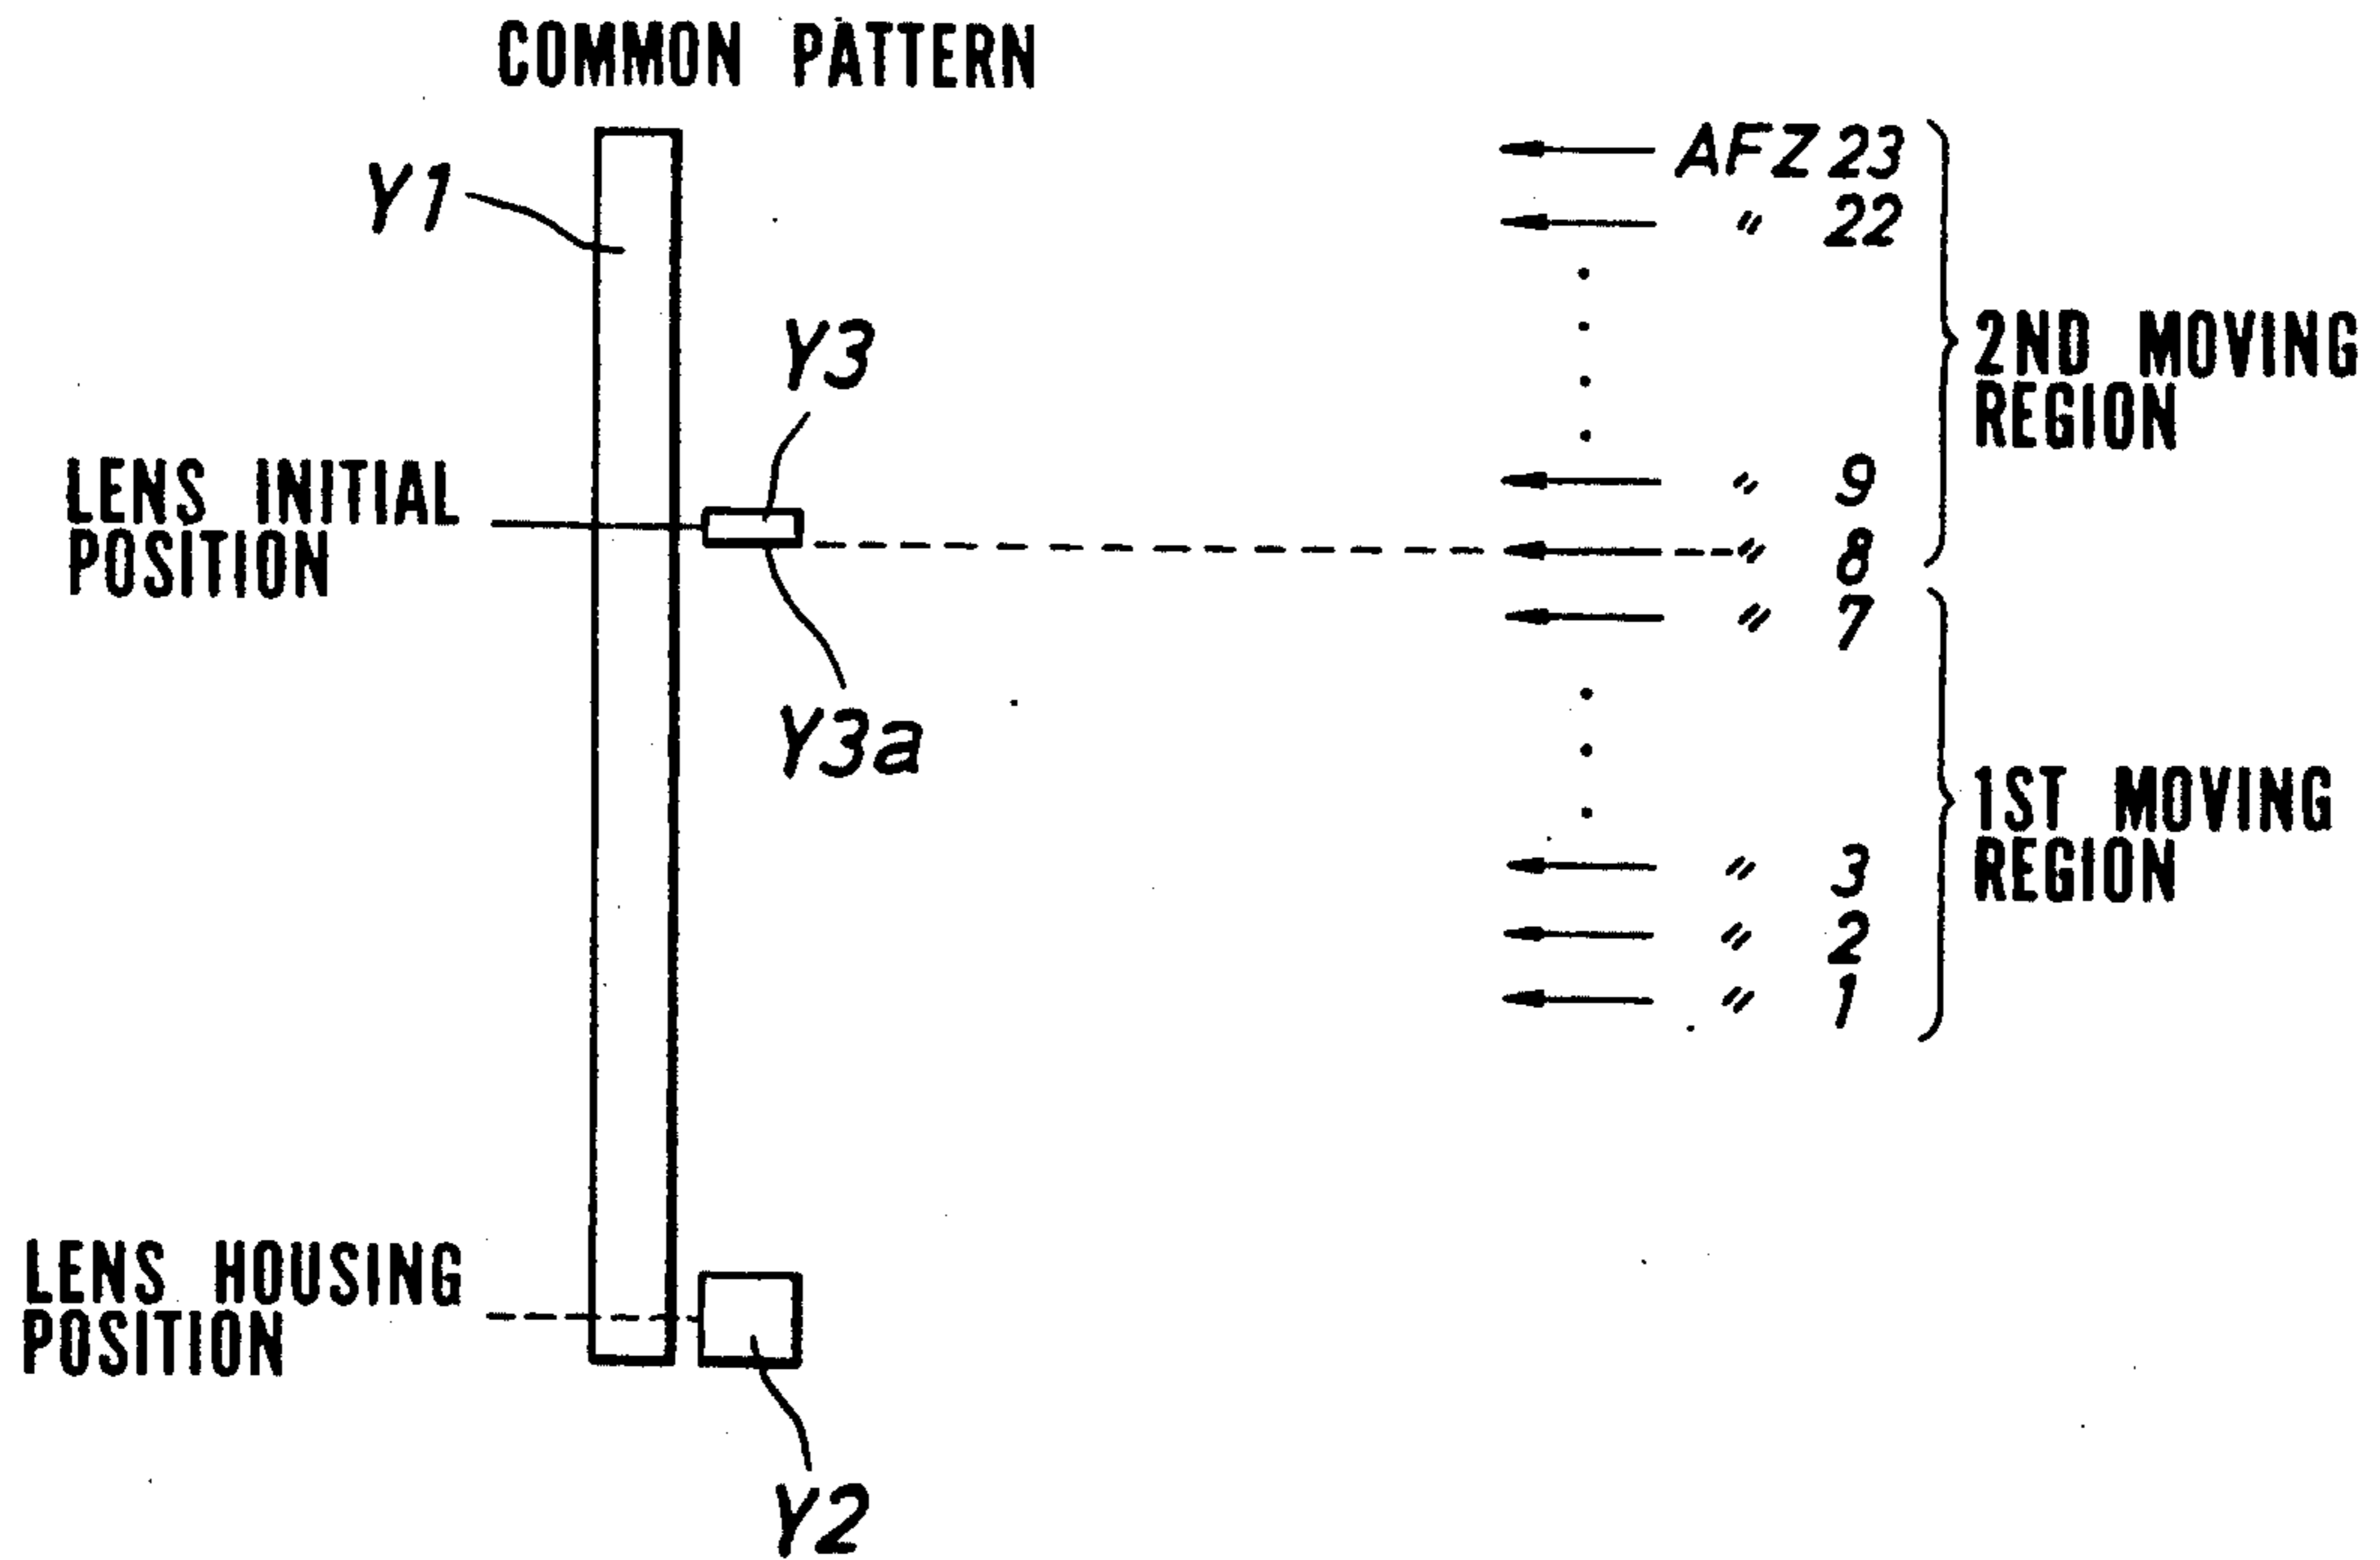 COMMON PATTERN
Y1
Y3
LENS INITIAL
POSITION
Y3a
LENS HOUSING
POSITION
Y2
AFZ 23
〃 22
〃 9
〃 8
〃 7
〃 3
〃 2
〃 1
2ND MOVING
REGION
1ST MOVING
REGION